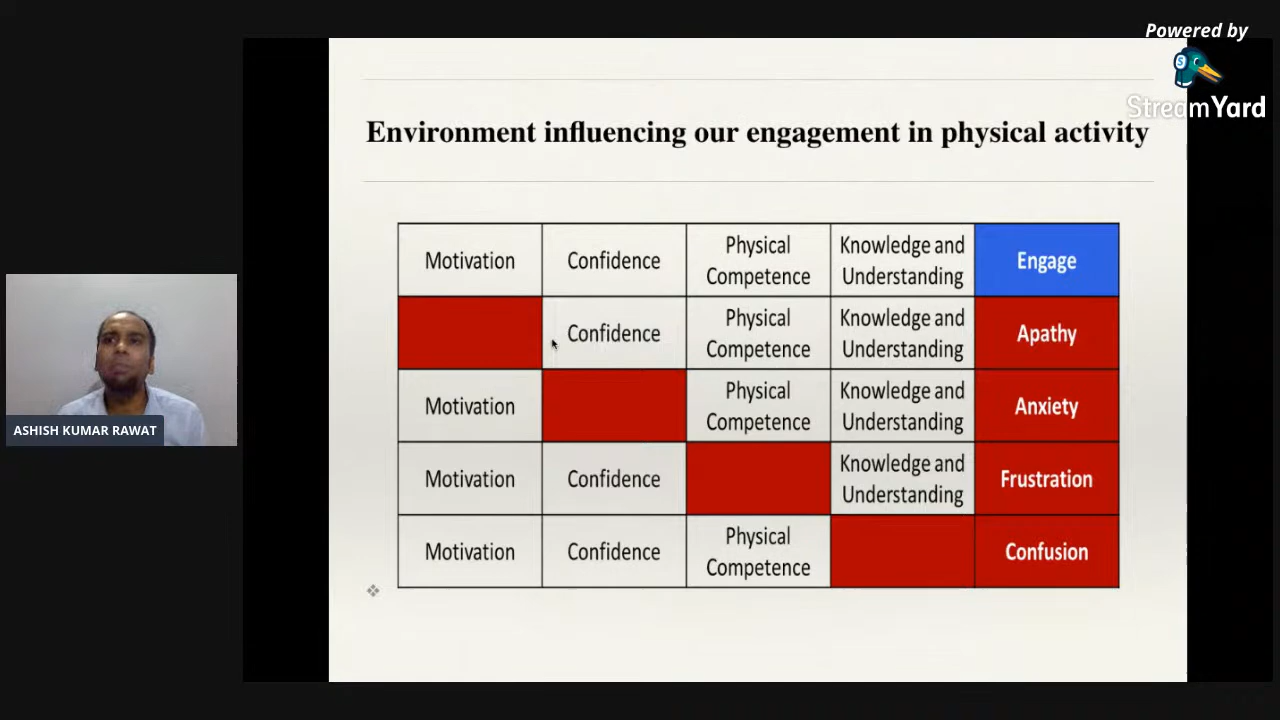 Powered by
StreamYard
Environment influencing our engagement in physical activity
Motivation
Confidence
Physical
Competence
Knowledge and
Understanding
Engage
Confidence
Physical
Competence
Knowledge and
Understanding
Apathy
Motivation
Physical
Competence
Knowledge and
Understanding
Anxiety
Motivation
Confidence
Knowledge and
Understanding
Frustration
Motivation
Confidence
Physical
Competence
Confusion
ASHISH KUMAR RAWAT